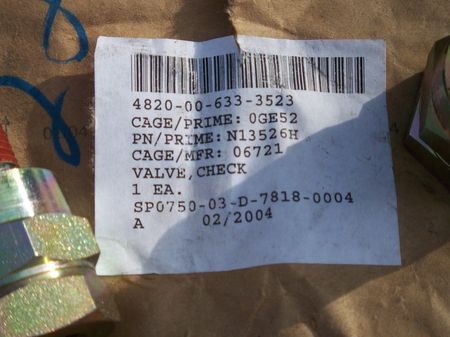 4820-00-633-3523
CAGE/PRIME: 0GE52
PN/PRIME: N13526H
CAGE/MFR: 06721
VALVE,CHECK
1 EA.
SP0750-03-D-7818-0004
A 02/2004